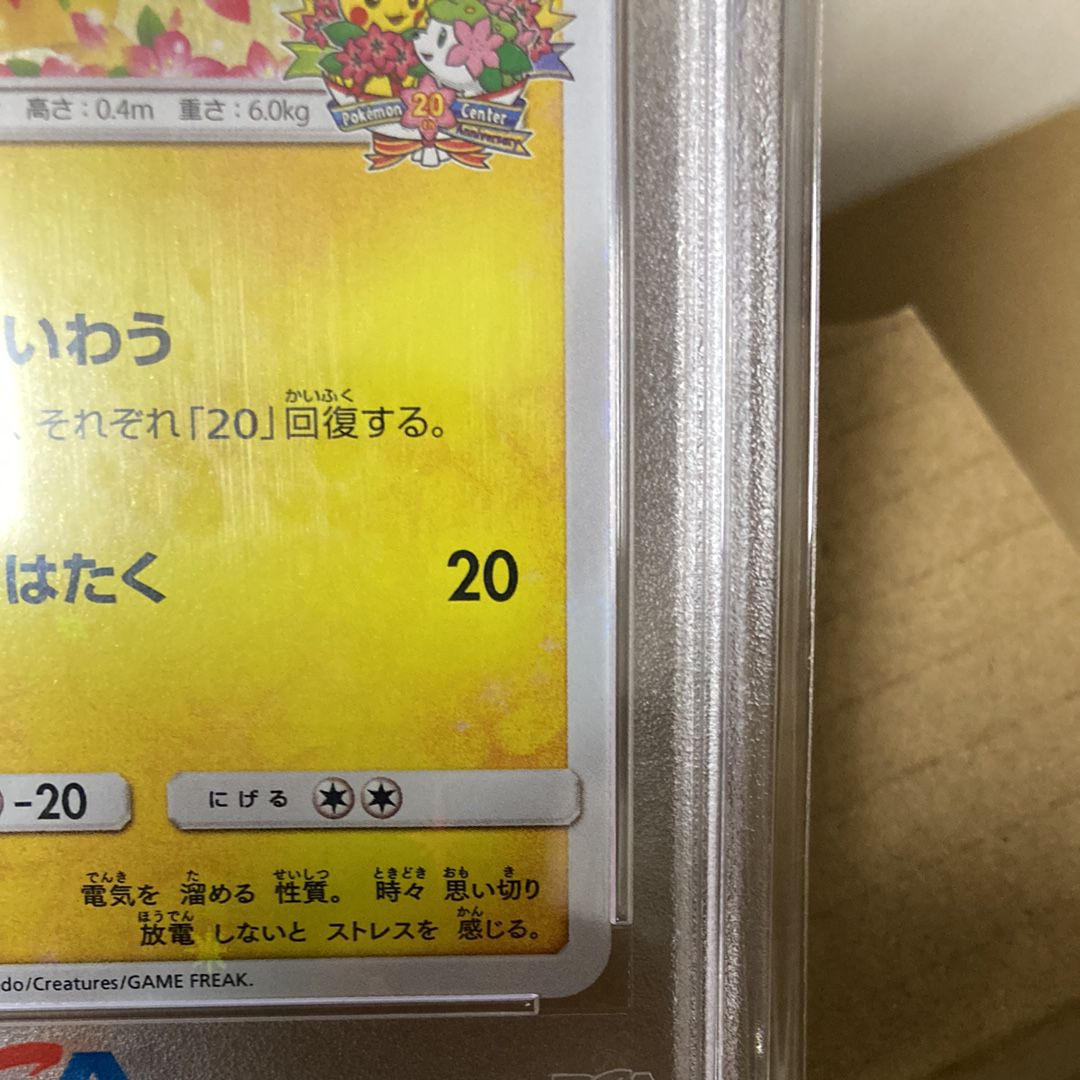 Pokémon 20th Center
Anniversary
高さ:0.4m 重さ:6.0kg
いわう
かいふく
、それぞれ「20」回復する。
はたく 20
-20 にげる
でんき た せいしつ ときどき おも き
電気を 溜める 性質。 時々 思い切り
ほうでん かん
放電 しないと ストレスを 感じる。
do/Creatures/GAME FREAK.